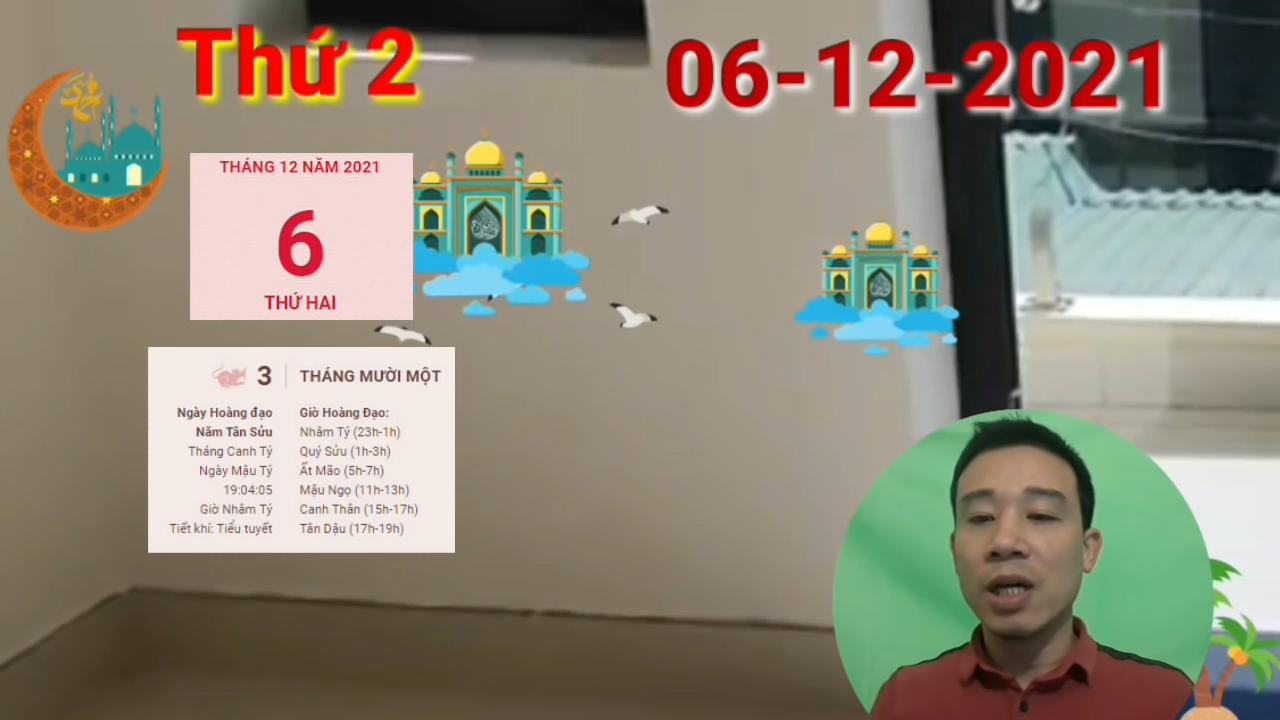 Thứ 2
06-12-2021
THÁNG 12 NĂM 2021
6
THỨ HAI
3 THÁNG MƯỜI MỘT
Ngày Hoàng đạo
Năm Tân Sửu
Tháng Canh Tý
Ngày Mậu Tý
19:04:05
Giờ Nhâm Tý
Tiết khí: Tiểu tuyết
Giờ Hoàng Đạo:
Nhâm Tý (23h-1h)
Quý Sửu (1h-3h)
Ất Mão (5h-7h)
Mậu Ngọ (11h-13h)
Canh Thân (15h-17h)
Tân Dậu (17h-19h)